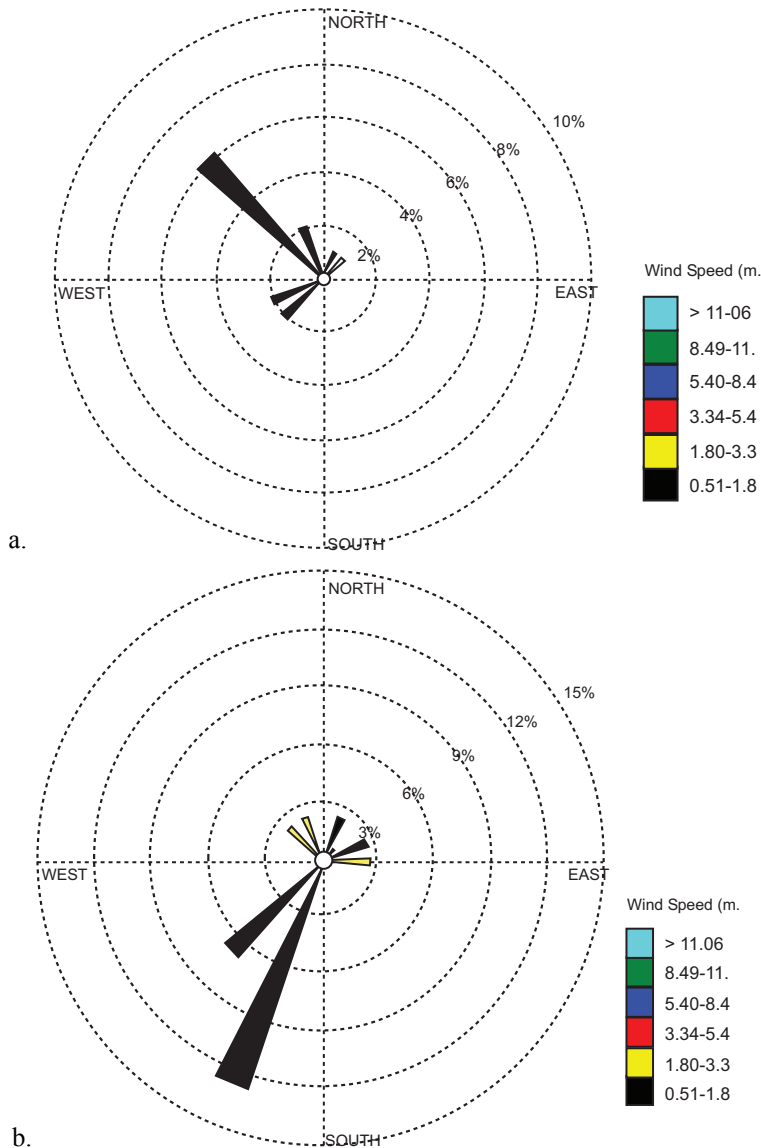 NORTH
10%
8%
6%
4%
2%
WEST
EAST
SOUTH
Wind Speed (m.
> 11-06
8.49-11.
5.40-8.4
3.34-5.4
1.80-3.3
0.51-1.8
a.
NORTH
15%
12%
9%
6%
3%
WEST
EAST
SOUTH
Wind Speed (m.
> 11.06
8.49-11.
5.40-8.4
3.34-5.4
1.80-3.3
0.51-1.8
b.